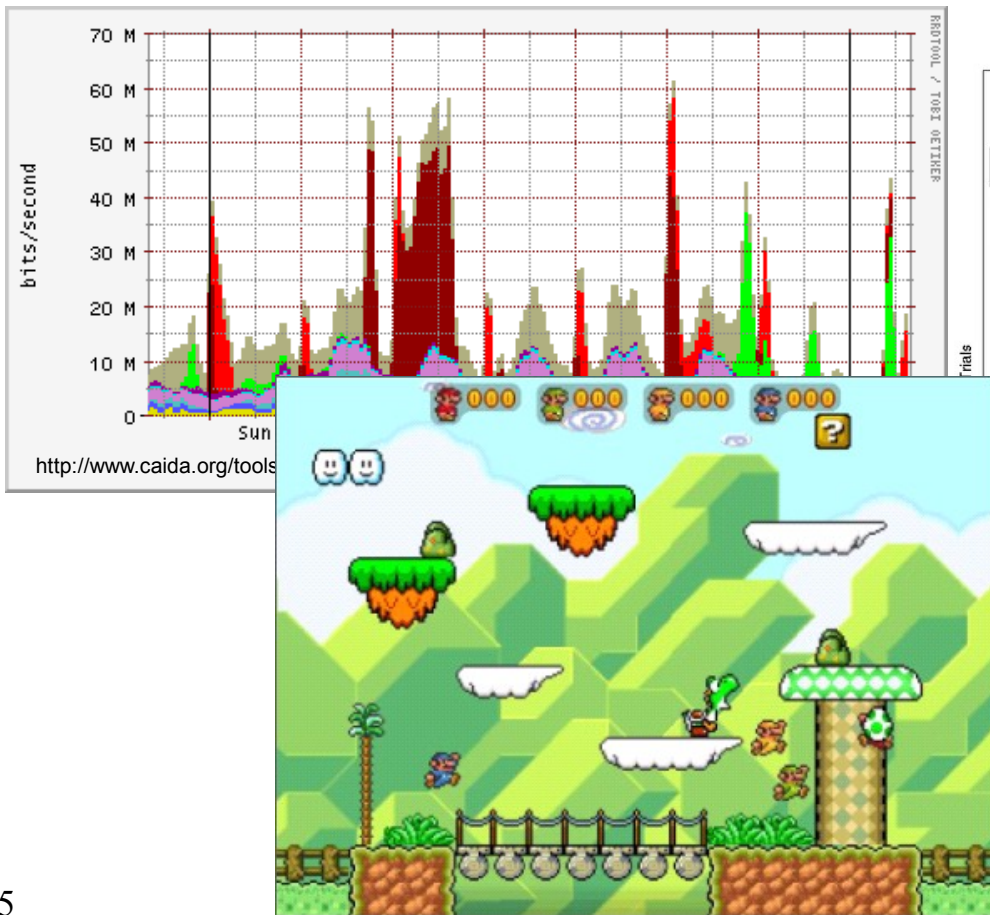 70 M
60 M
50 M
40 M
30 M
20 M
10 M
0
bits/second
RRDTOOL / TOBI OETIKER
Sun
http://www.caida.org/tools
rials
000 000 000 000
?
5